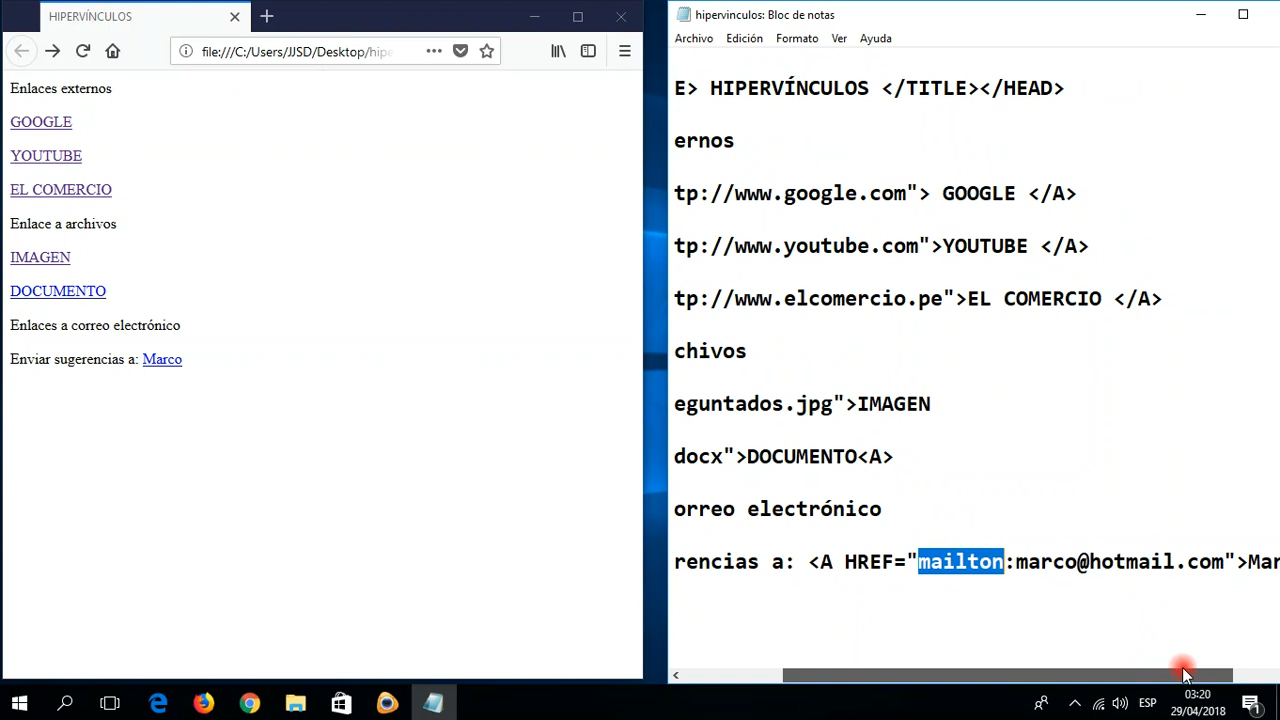 HIPERVÍNCULOS
file:///C:/Users/JJSD/Desktop/hipe
Enlaces externos
GOOGLE
YOUTUBE
EL COMERCIO
Enlace a archivos
IMAGEN
DOCUMENTO
Enlaces a correo electrónico
Enviar sugerencias a: Marco
hipervinculos: Bloc de notas
Archivo Edición Formato Ver Ayuda
E> HIPERVÍNCULOS </TITLE></HEAD>
ernos
tp://www.google.com"> GOOGLE </A>
tp://www.youtube.com">YOUTUBE </A>
tp://www.elcomercio.pe">EL COMERCIO </A>
chivos
eguntados.jpg">IMAGEN
docx">DOCUMENTO<A>
orreo electrónico
rencias a: <A HREF="mailton:marco@hotmail.com">Mar
ESP
03:20
29/04/2018
1